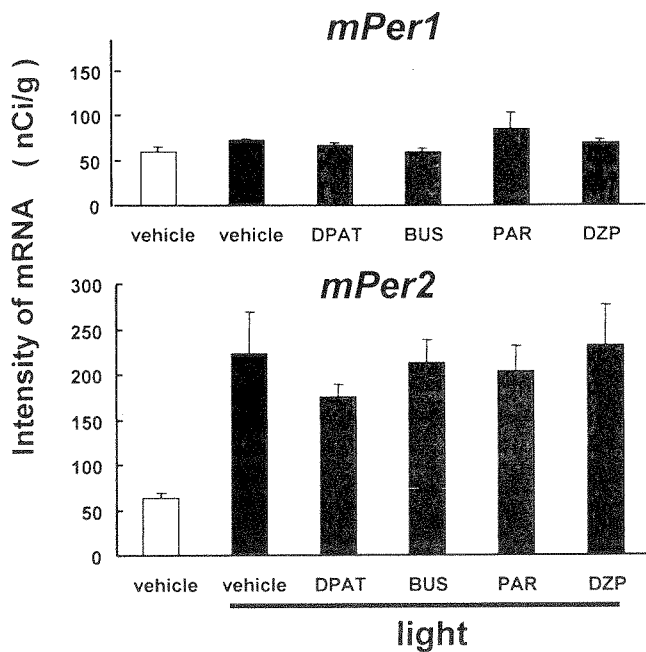 mPer1
Intensity of mRNA ( nCi/g )
150
100
50
0
vehicle vehicle DPAT BUS PAR DZP
mPer2
300
250
200
150
100
50
0
vehicle vehicle DPAT BUS PAR DZP
light